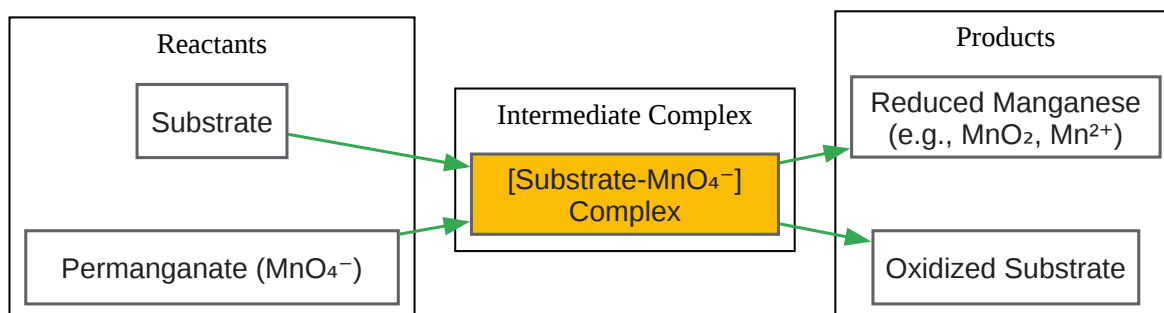 Reactants
Substrate
Permanganate (MnO₄⁻)
Intermediate Complex
[Substrate-MnO₄⁻]
Complex
Products
Reduced Manganese
(e.g., MnO₂, Mn²⁺)
Oxidized Substrate